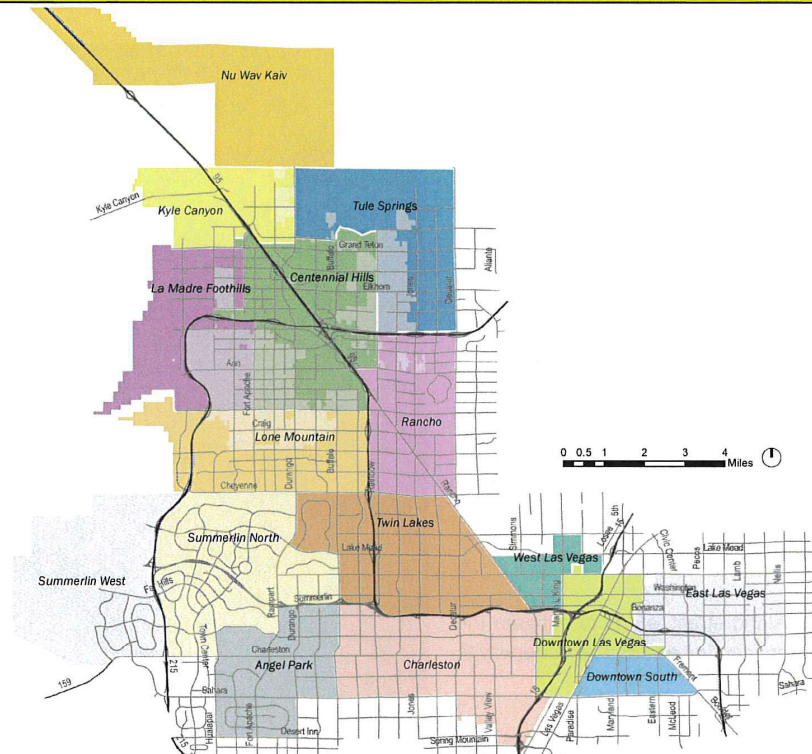 Nu Wav Kaiv
95
Kyle Canyon
Kyle Canyon
Tule Springs
Grand Teton
Buffalo
Aliante
Centennial Hills
Elkhorn
Jones
Decatur
La Madre Foothills
95
Ann
Fort Apache
Rancho
Craig
Lone Mountain
0 0.5 1 2 3 4
Miles
Cheyenne
Durango
Buffalo
Rainbow
Rancho
Simmons
5th
Losee
15
Civic Center
Twin Lakes
Summerlin North
Lake Mead
West Las Vegas
Pecos
Lake Mead
Lamb
Nellis
Summerlin West
Rampart
Summerlin
Durango
Decatur
Martin L King
Washington
East Las Vegas
Bonanza
Town Center
Charleston
Angel Park
Charleston
Downtown Las Vegas
Fremont
215
159
Sahara
Hualapai
Fort Apache
Desert Inn
Jones
Valley View
Spring Mountain
15
Las Vegas
Paradise
Downtown South
Maryland
Eastern
McLeod
Boulder
Sahara
215